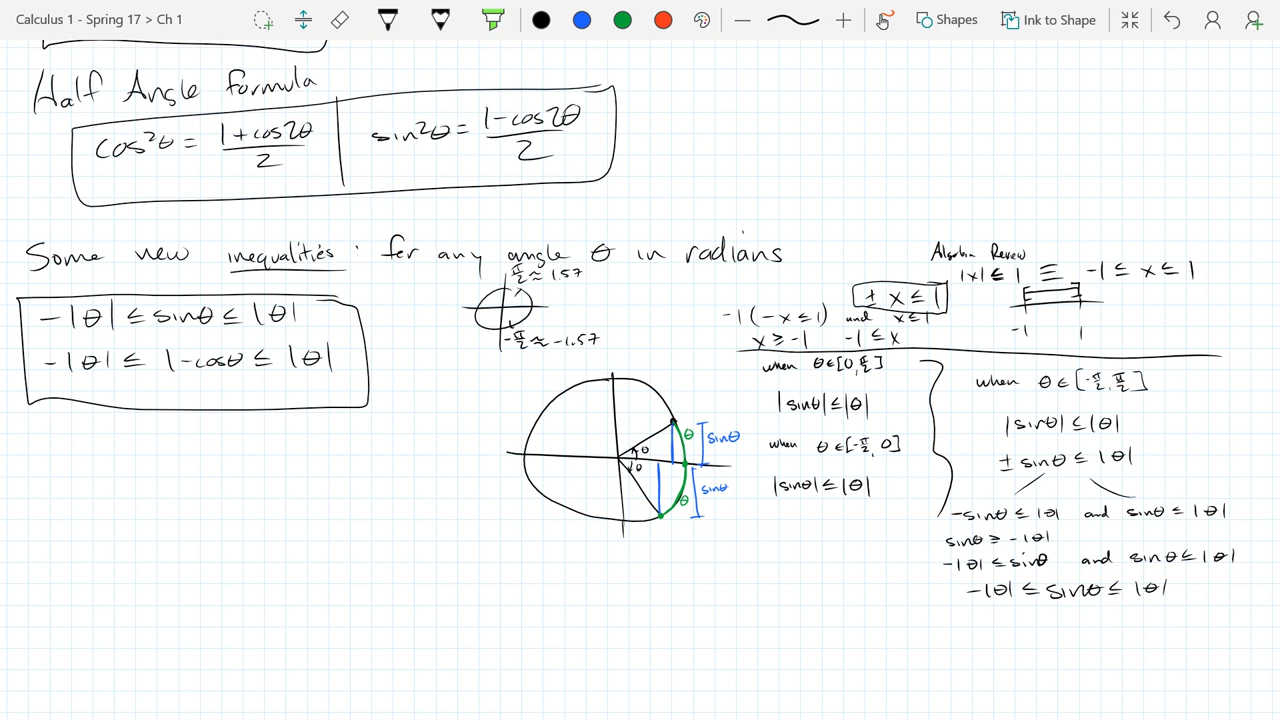 Calculus 1 - Spring 17 > Ch 1
Shapes
Ink to Shape
Half Angle formula
cos²θ = (1+cos2θ)/2
sin²θ = (1-cos2θ)/2
Some new inequalities: for any angle θ in radians
-|θ| ≤ sinθ ≤ |θ|
-|θ| ≤ 1-cosθ ≤ |θ|
π/2 ≈ 1.57
-π/2 ≈ -1.57
Algebra Review
|x| ≤ 1 ≡ -1 ≤ x ≤ 1
-1 1
± x ≤ 1
-1(-x ≤ 1) and x ≤ 1
x ≥ -1 -1 ≤ x
θ
θ
θ
sinθ
θ
sinθ
when θ∈[0, π/2]
|sinθ| ≤ |θ|
when θ∈[-π/2, 0]
|sinθ| ≤ |θ|
when θ∈[-π/2, π/2]
|sinθ| ≤ |θ|
± sinθ ≤ |θ|
-sinθ ≤ |θ| and sinθ ≤ |θ|
sinθ ≥ -|θ|
-|θ| ≤ sinθ and sinθ ≤ |θ|
-|θ| ≤ sinθ ≤ |θ|